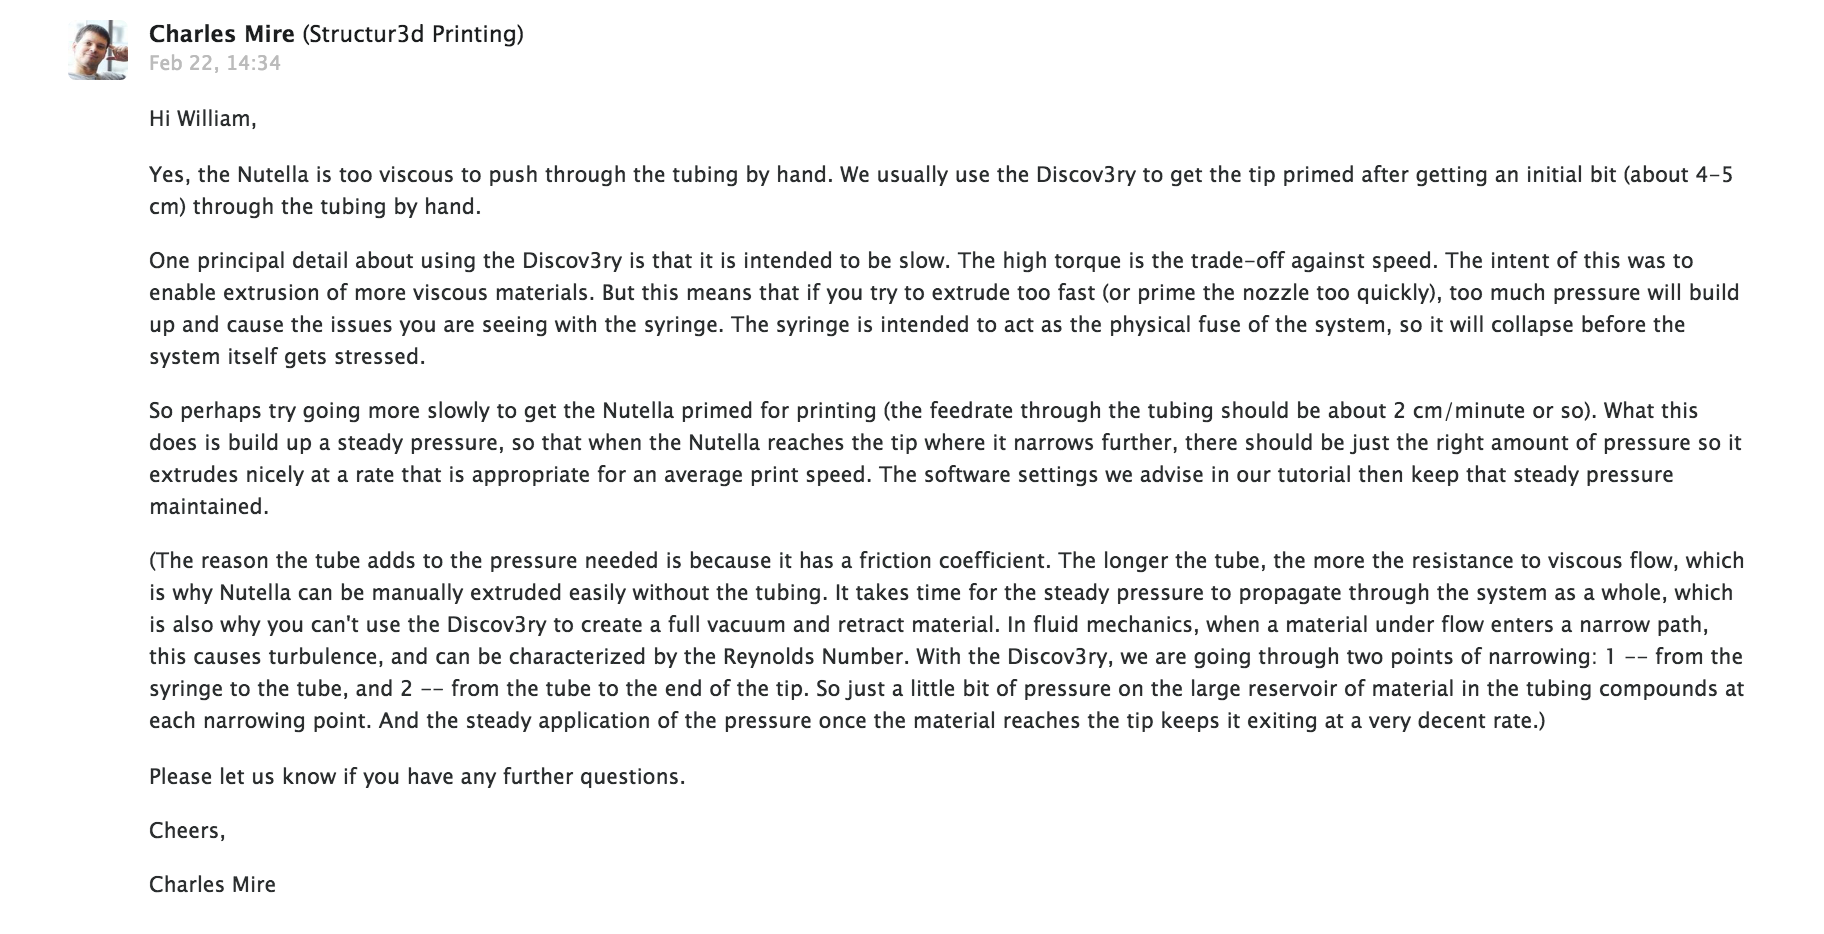 Charles Mire (Structur3d Printing)
Feb 22, 14:34
Hi William,
Yes, the Nutella is too viscous to push through the tubing by hand. We usually use the Discov3ry to get the tip primed after getting an initial bit (about 4-5
cm) through the tubing by hand.
One principal detail about using the Discov3ry is that it is intended to be slow. The high torque is the trade-off against speed. The intent of this was to
enable extrusion of more viscous materials. But this means that if you try to extrude too fast (or prime the nozzle too quickly), too much pressure will build
up and cause the issues you are seeing with the syringe. The syringe is intended to act as the physical fuse of the system, so it will collapse before the
system itself gets stressed.
So perhaps try going more slowly to get the Nutella primed for printing (the feedrate through the tubing should be about 2 cm/minute or so). What this
does is build up a steady pressure, so that when the Nutella reaches the tip where it narrows further, there should be just the right amount of pressure so it
extrudes nicely at a rate that is appropriate for an average print speed. The software settings we advise in our tutorial then keep that steady pressure
maintained.
(The reason the tube adds to the pressure needed is because it has a friction coefficient. The longer the tube, the more the resistance to viscous flow, which
is why Nutella can be manually extruded easily without the tubing. It takes time for the steady pressure to propagate through the system as a whole, which
is also why you can't use the Discov3ry to create a full vacuum and retract material. In fluid mechanics, when a material under flow enters a narrow path,
this causes turbulence, and can be characterized by the Reynolds Number. With the Discov3ry, we are going through two points of narrowing: 1 -- from the
syringe to the tube, and 2 -- from the tube to the end of the tip. So just a little bit of pressure on the large reservoir of material in the tubing compounds at
each narrowing point. And the steady application of the pressure once the material reaches the tip keeps it exiting at a very decent rate.)
Please let us know if you have any further questions.
Cheers,
Charles Mire